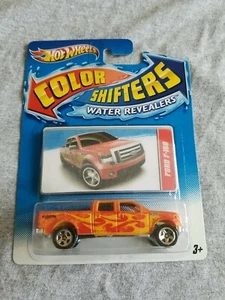 Hot Wheels
COLOR
SHIFTERS
WATER REVEALERS
FORD F-150
3+